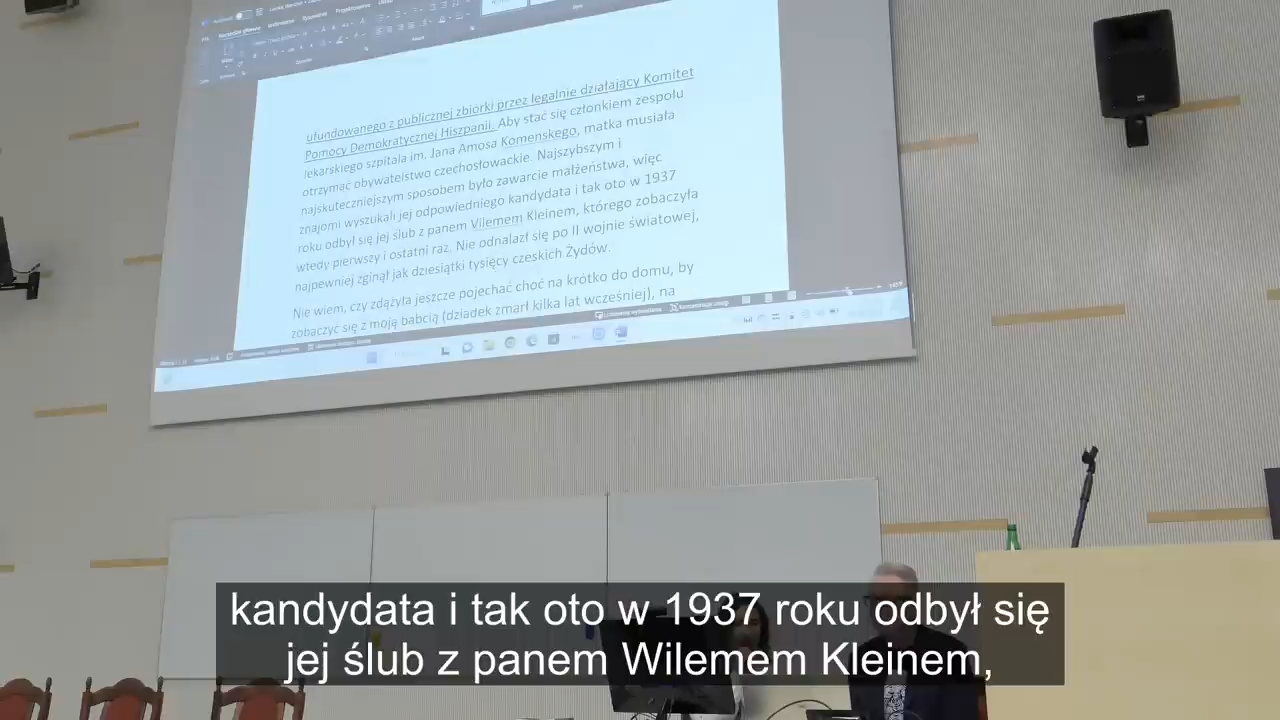 ufundowanego z publicznej zbiórki przez legalnie działający Komitet
Pomocy Demokratycznej Hiszpanii. Aby stać się członkiem zespołu
lekarskiego szpitala im. Jana Amosa Komenskego, matka musiała
otrzymać obywatelstwo czechosłowackie. Najszybszym i
najskuteczniejszym sposobem było zawarcie małżeństwa, więc
znajomi wyszukali jej odpowiedniego kandydata i tak oto w 1937
roku odbył się jej ślub z panem Vilemem Kleinem, którego zobaczyła
wtedy pierwszy i ostatni raz. Nie odnalazł się po II wojnie światowej,
najpewniej zginął jak dziesiątki tysięcy czeskich Żydów.
Nie wiem, czy zdążyła jeszcze pojechać choć na krótko do domu, by
zobaczyć się z moją babcią (dziadek zmarł kilka lat wcześniej), na
kandydata i tak oto w 1937 roku odbył się
jej ślub z panem Wilemem Kleinem,